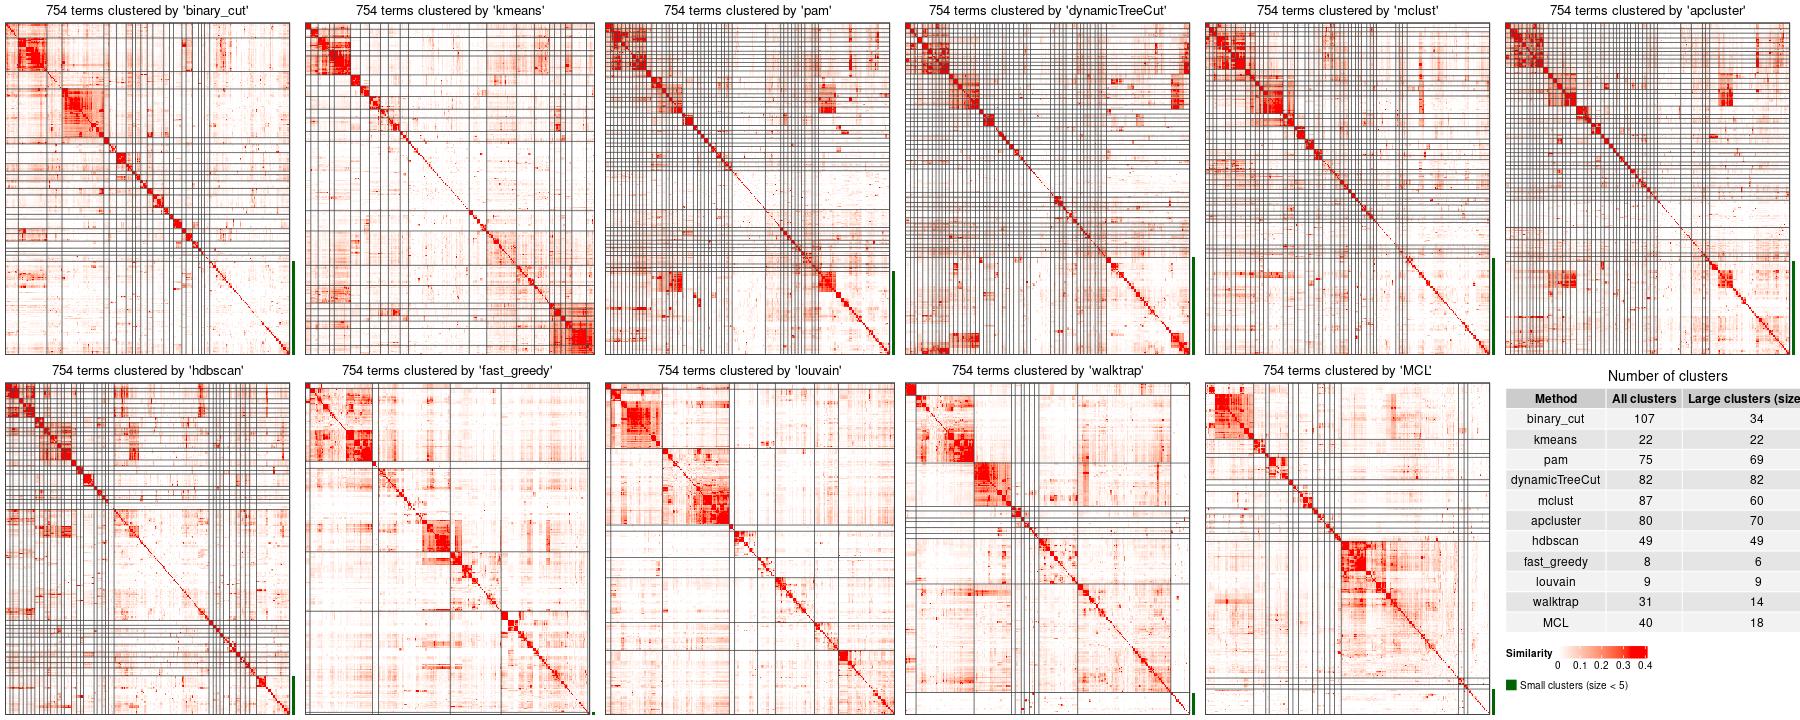 754 terms clustered by 'binary_cut'
754 terms clustered by 'kmeans'
754 terms clustered by 'pam'
754 terms clustered by 'dynamicTreeCut'
754 terms clustered by 'mclust'
754 terms clustered by 'apcluster'
754 terms clustered by 'hdbscan'
754 terms clustered by 'fast_greedy'
754 terms clustered by 'louvain'
754 terms clustered by 'walktrap'
754 terms clustered by 'MCL'
Number of clusters
Method All clusters Large clusters (size
binary_cut 107 34
kmeans 22 22
pam 75 69
dynamicTreeCut 82 82
mclust 87 60
apcluster 80 70
hdbscan 49 49
fast_greedy 8 6
louvain 9 9
walktrap 31 14
MCL 40 18
Similarity
0 0.1 0.2 0.3 0.4
Small clusters (size < 5)